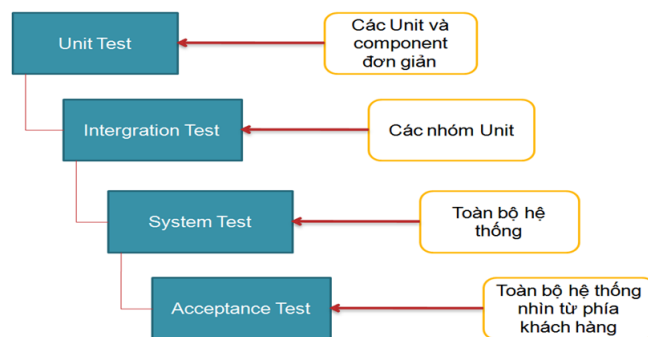 Unit Test
Các Unit và
component
đơn giản
Intergration Test
Các nhóm Unit
System Test
Toàn bộ hệ
thống
Acceptance Test
Toàn bộ hệ thống
nhìn từ phía
khách hàng